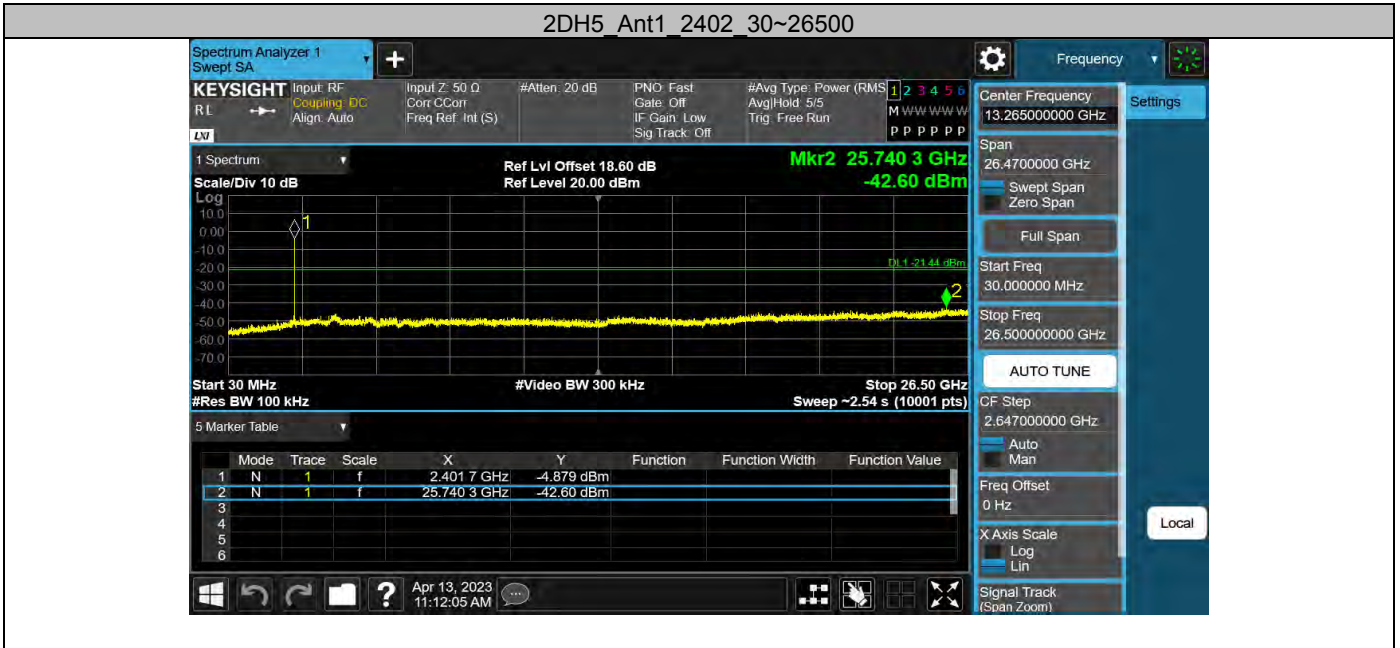 2DH5_Ant1_2402_30~26500
Spectrum Analyzer 1
Swept SA
+
Frequency
KEYSIGHT
RL
LXI
Input: RF
Coupling: DC
Align: Auto
Input Z: 50 Ω
Corr CCorr
Freq Ref: Int (S)
#Atten: 20 dB
PNO: Fast
Gate: Off
IF Gain: Low
Sig Track: Off
#Avg Type: Power (RMS
Avg|Hold: 5/5
Trig: Free Run
1 2 3 4 5 6
M W W W W W
P P P P P P
Center Frequency
13.265000000 GHz
Settings
1 Spectrum
Scale/Div 10 dB
Ref Lvl Offset 18.60 dB
Ref Level 20.00 dBm
Mkr2 25.740 3 GHz
-42.60 dBm
Span
26.4700000 GHz
Swept Span
Zero Span
Full Span
Log
10.0
0.00
-10.0
-20.0
-30.0
-40.0
-50.0
-60.0
-70.0
1
DL1 -21.44 dBm
2
Start Freq
30.000000 MHz
Stop Freq
26.500000000 GHz
AUTO TUNE
Start 30 MHz
#Video BW 300 kHz
Stop 26.50 GHz
#Res BW 100 kHz
Sweep ~2.54 s (10001 pts)
CF Step
2.647000000 GHz
Auto
Man
5 Marker Table
Mode Trace Scale X Y Function Function Width Function Value
1 N 1 f 2.401 7 GHz -4.879 dBm
2 N 1 f 25.740 3 GHz -42.60 dBm
3
4
5
6
Freq Offset
0 Hz
Local
X Axis Scale
Log
Lin
Signal Track
(Span Zoom)
?
Apr 13, 2023
11:12:05 AM